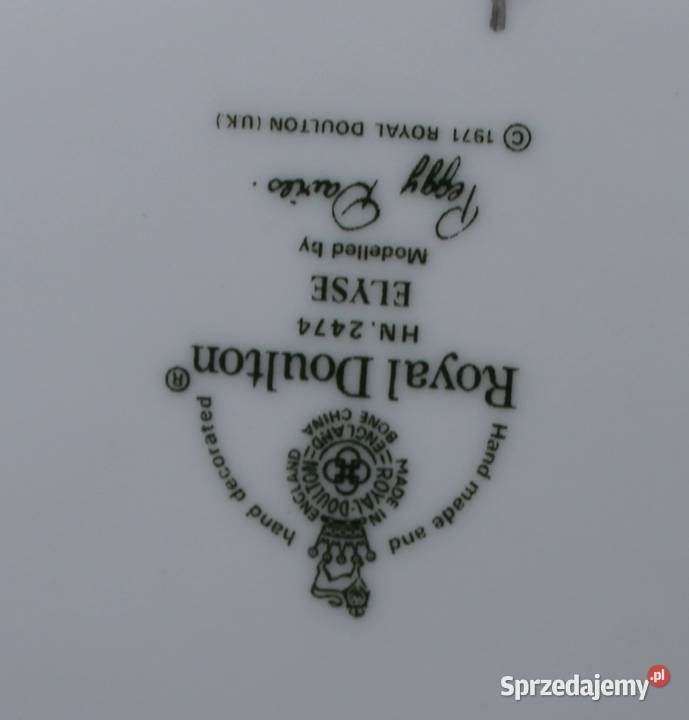 Hand made and hand decorated
MADE IN ENGLAND
ROYAL·DOULTON
ENGLAND
BONE CHINA
Royal Doulton ®
HN. 2474
ELYSE
Modelled by
Peggy Davies.
© 1971 ROYAL DOULTON (UK)
Sprzedajemy.pl